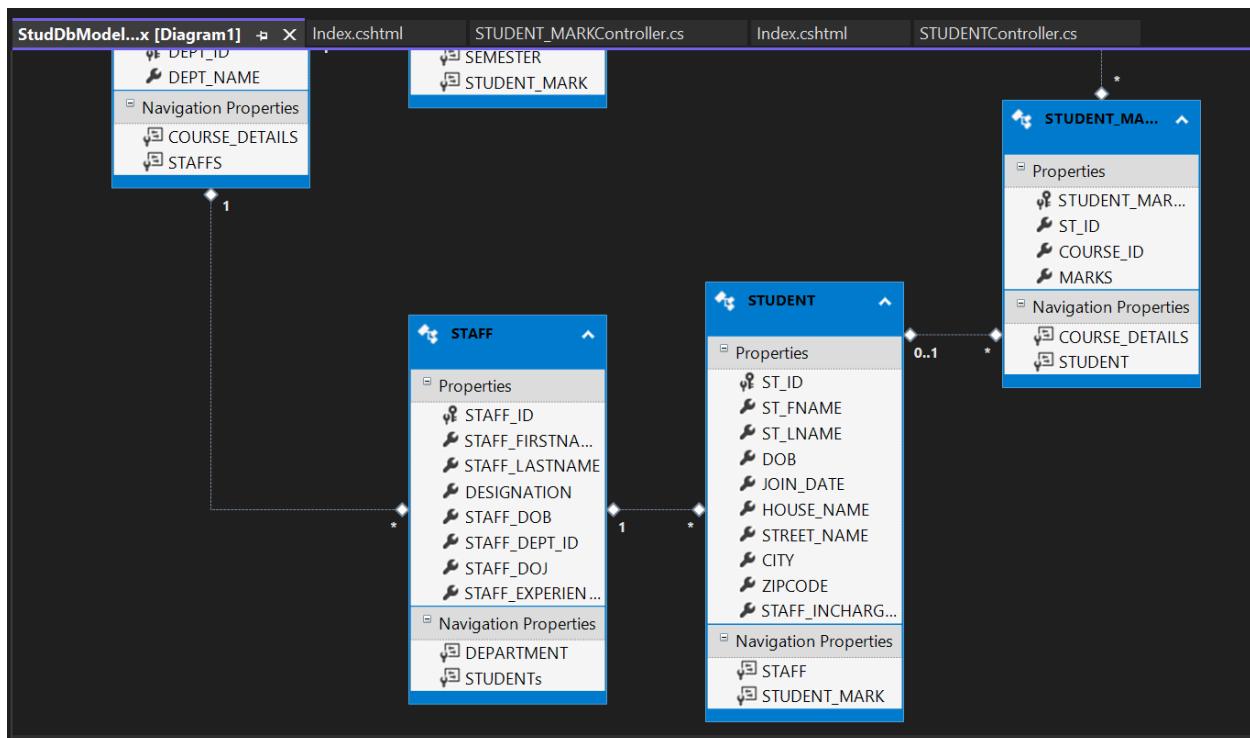 StudDbModel...x [Diagram1]
Index.cshtml
STUDENT_MARKController.cs
Index.cshtml
STUDENTController.cs
DEPT_ID
DEPT_NAME
Navigation Properties
COURSE_DETAILS
STAFFS
1
SEMESTER
STUDENT_MARK
*
STUDENT_MA...
Properties
STUDENT_MAR...
ST_ID
COURSE_ID
MARKS
Navigation Properties
COURSE_DETAILS
STUDENT
*
STAFF
Properties
STAFF_ID
STAFF_FIRSTNA...
STAFF_LASTNAME
DESIGNATION
STAFF_DOB
STAFF_DEPT_ID
STAFF_DOJ
STAFF_EXPERIEN...
Navigation Properties
DEPARTMENT
STUDENTs
1
*
STUDENT
Properties
ST_ID
ST_FNAME
ST_LNAME
DOB
JOIN_DATE
HOUSE_NAME
STREET_NAME
CITY
ZIPCODE
STAFF_INCHARG...
Navigation Properties
STAFF
STUDENT_MARK
0..1
*